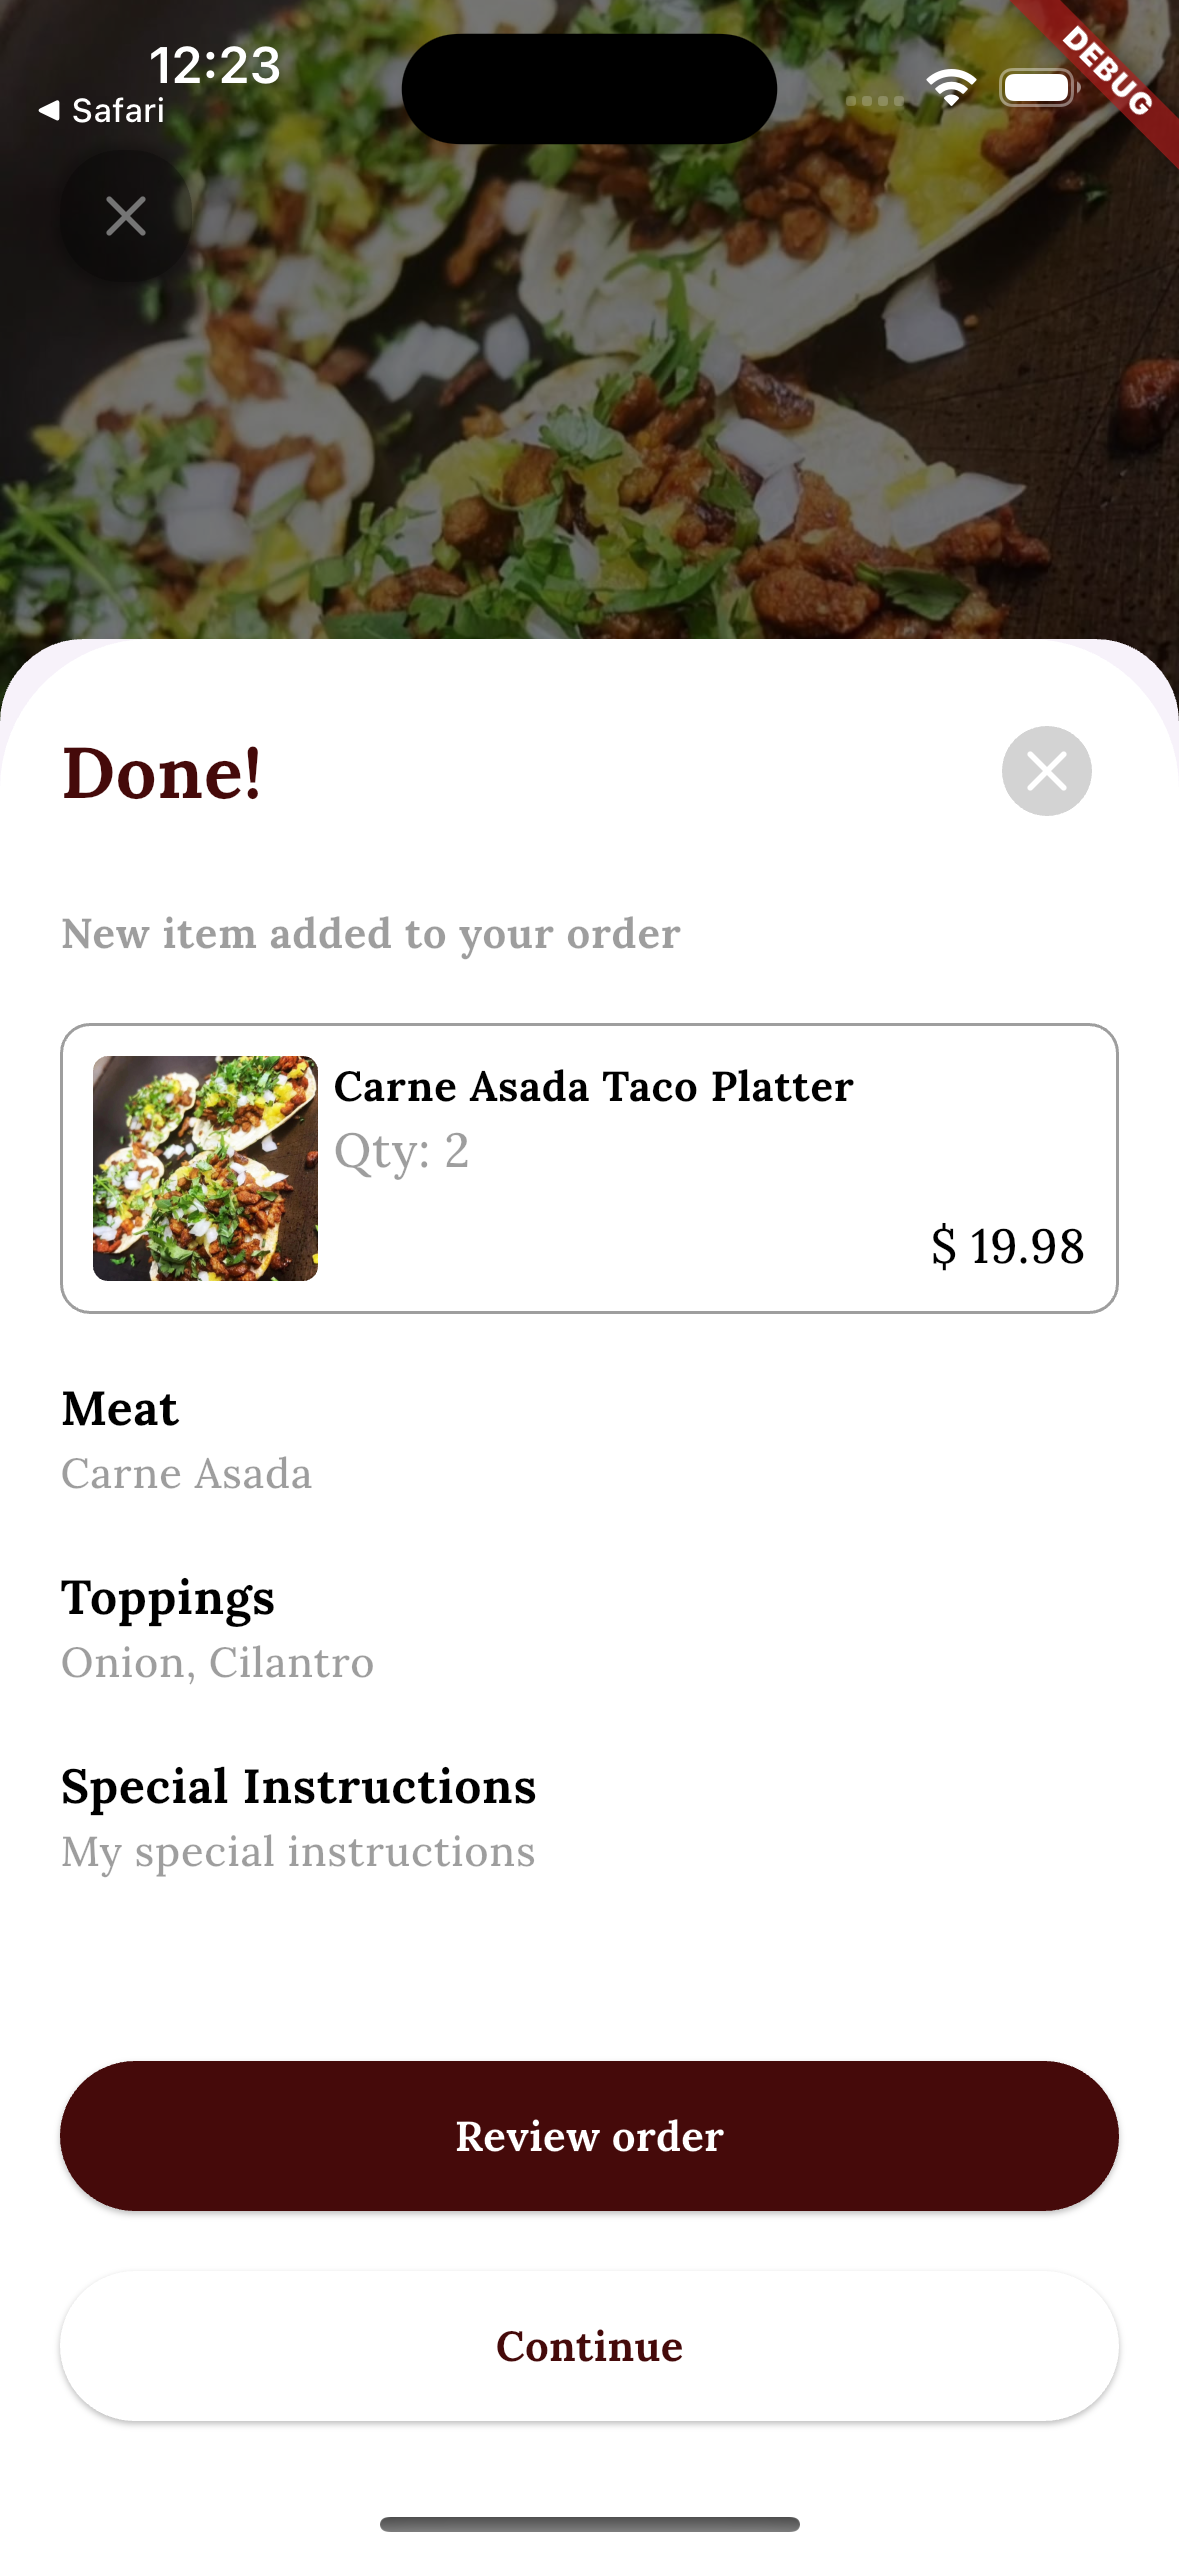 12:23
Safari
DEBUG
Done!
New item added to your order
Carne Asada Taco Platter
Qty: 2
$ 19.98
Meat
Carne Asada
Toppings
Onion, Cilantro
Special Instructions
My special instructions
Review order
Continue